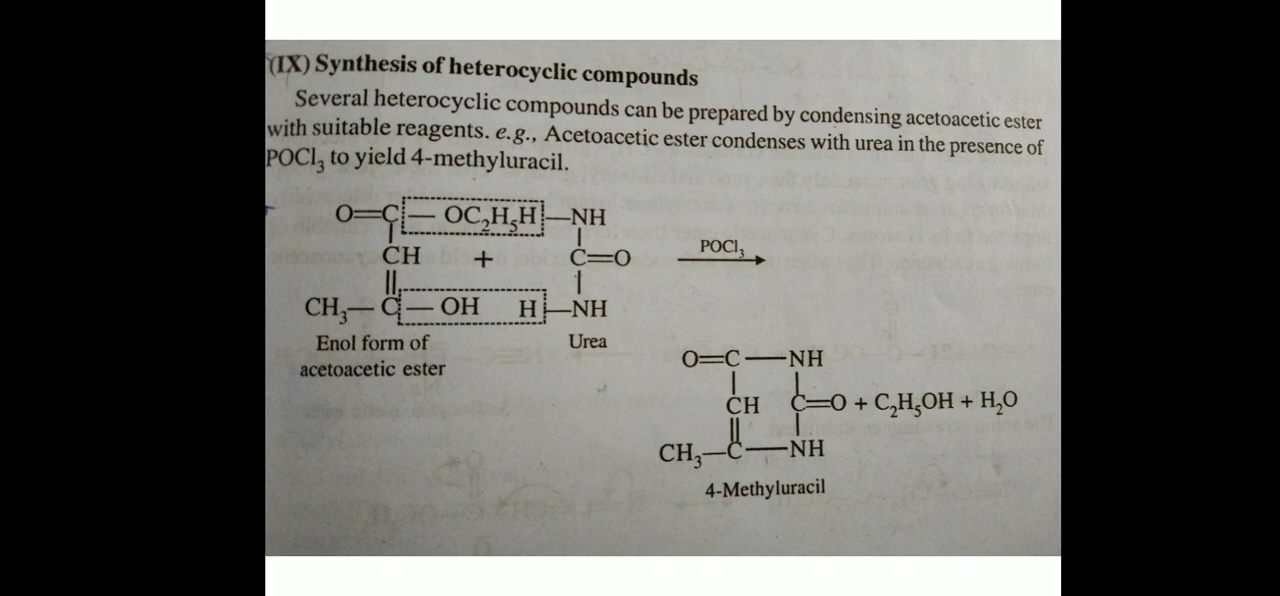 (IX) Synthesis of heterocyclic compounds
Several heterocyclic compounds can be prepared by condensing acetoacetic ester
with suitable reagents. e.g., Acetoacetic ester condenses with urea in the presence of
POCl₃ to yield 4-methyluracil.
O=C — OC₂H₅ H —NH
CH + C=O POCl₃
CH₃— C — OH H —NH
Enol form of Urea
acetoacetic ester
O=C —NH
CH C=O + C₂H₅OH + H₂O
CH₃—C —NH
4-Methyluracil